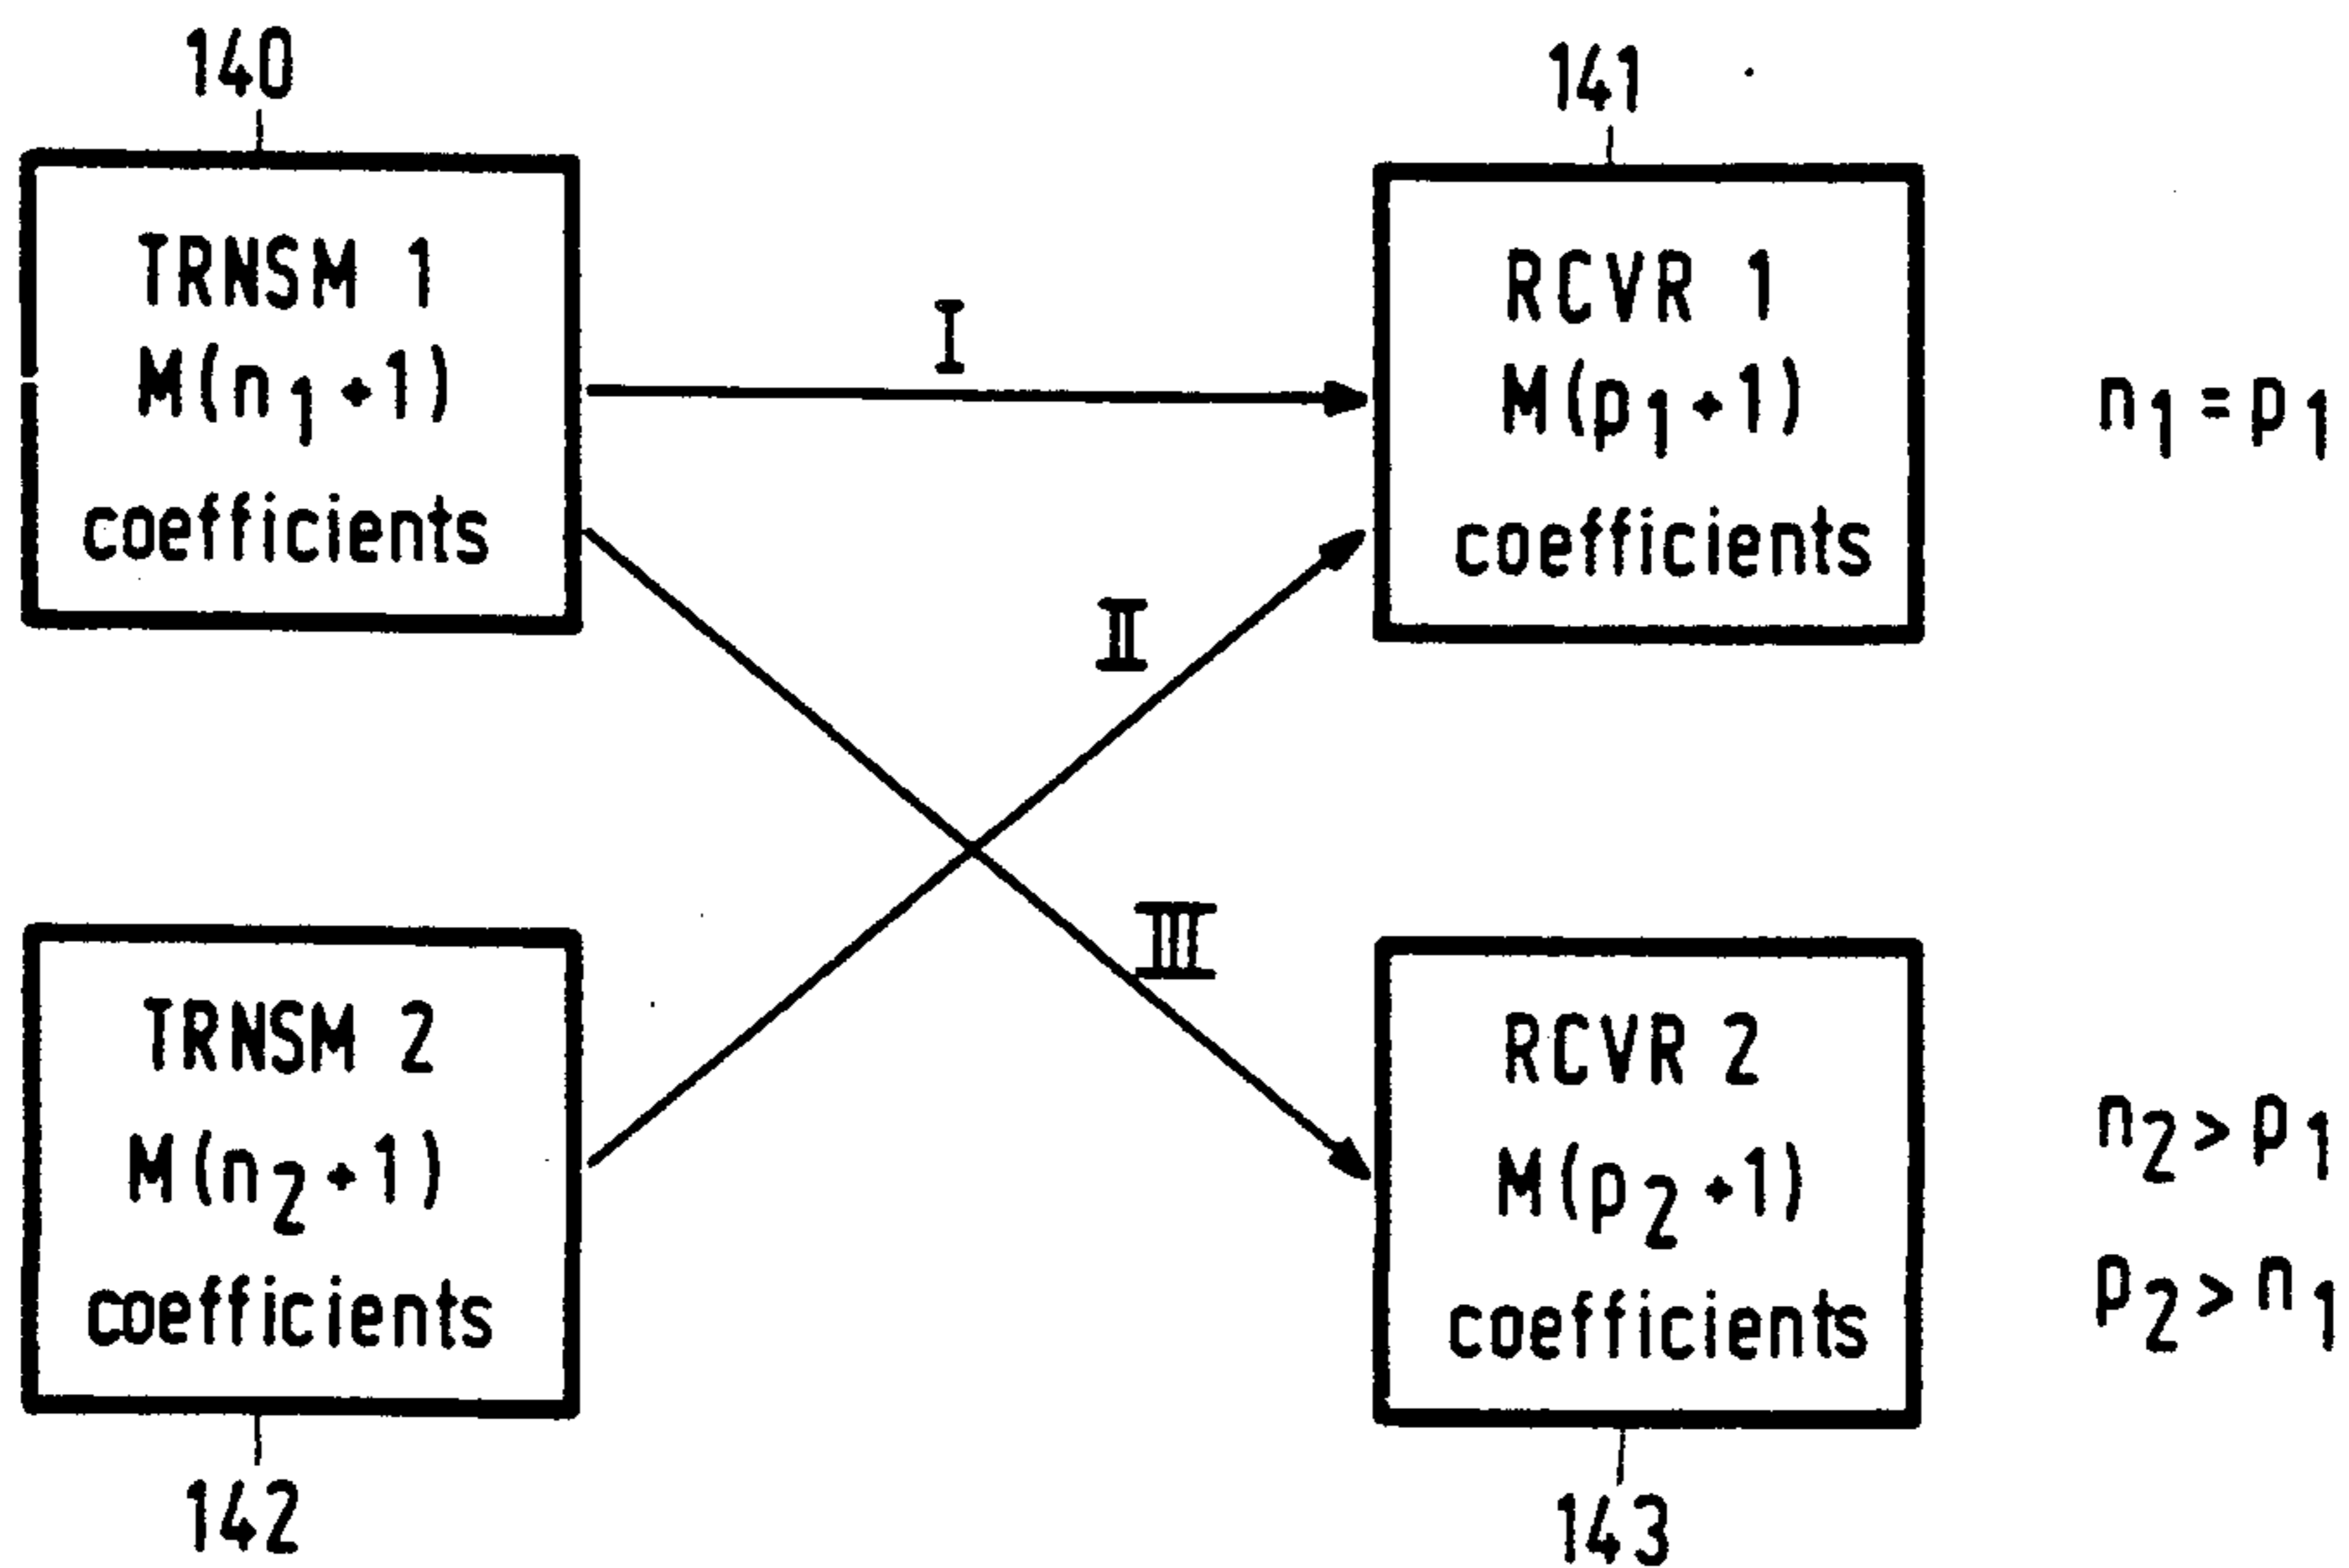 140
TRNSM 1
M(n₁+1)
coefficients
I
141
RCVR 1
M(p₁+1)
coefficients
n₁=p₁
II
III
TRNSM 2
M(n₂+1)
coefficients
142
RCVR 2
M(p₂+1)
coefficients
143
n₂>p₁
p₂>n₁